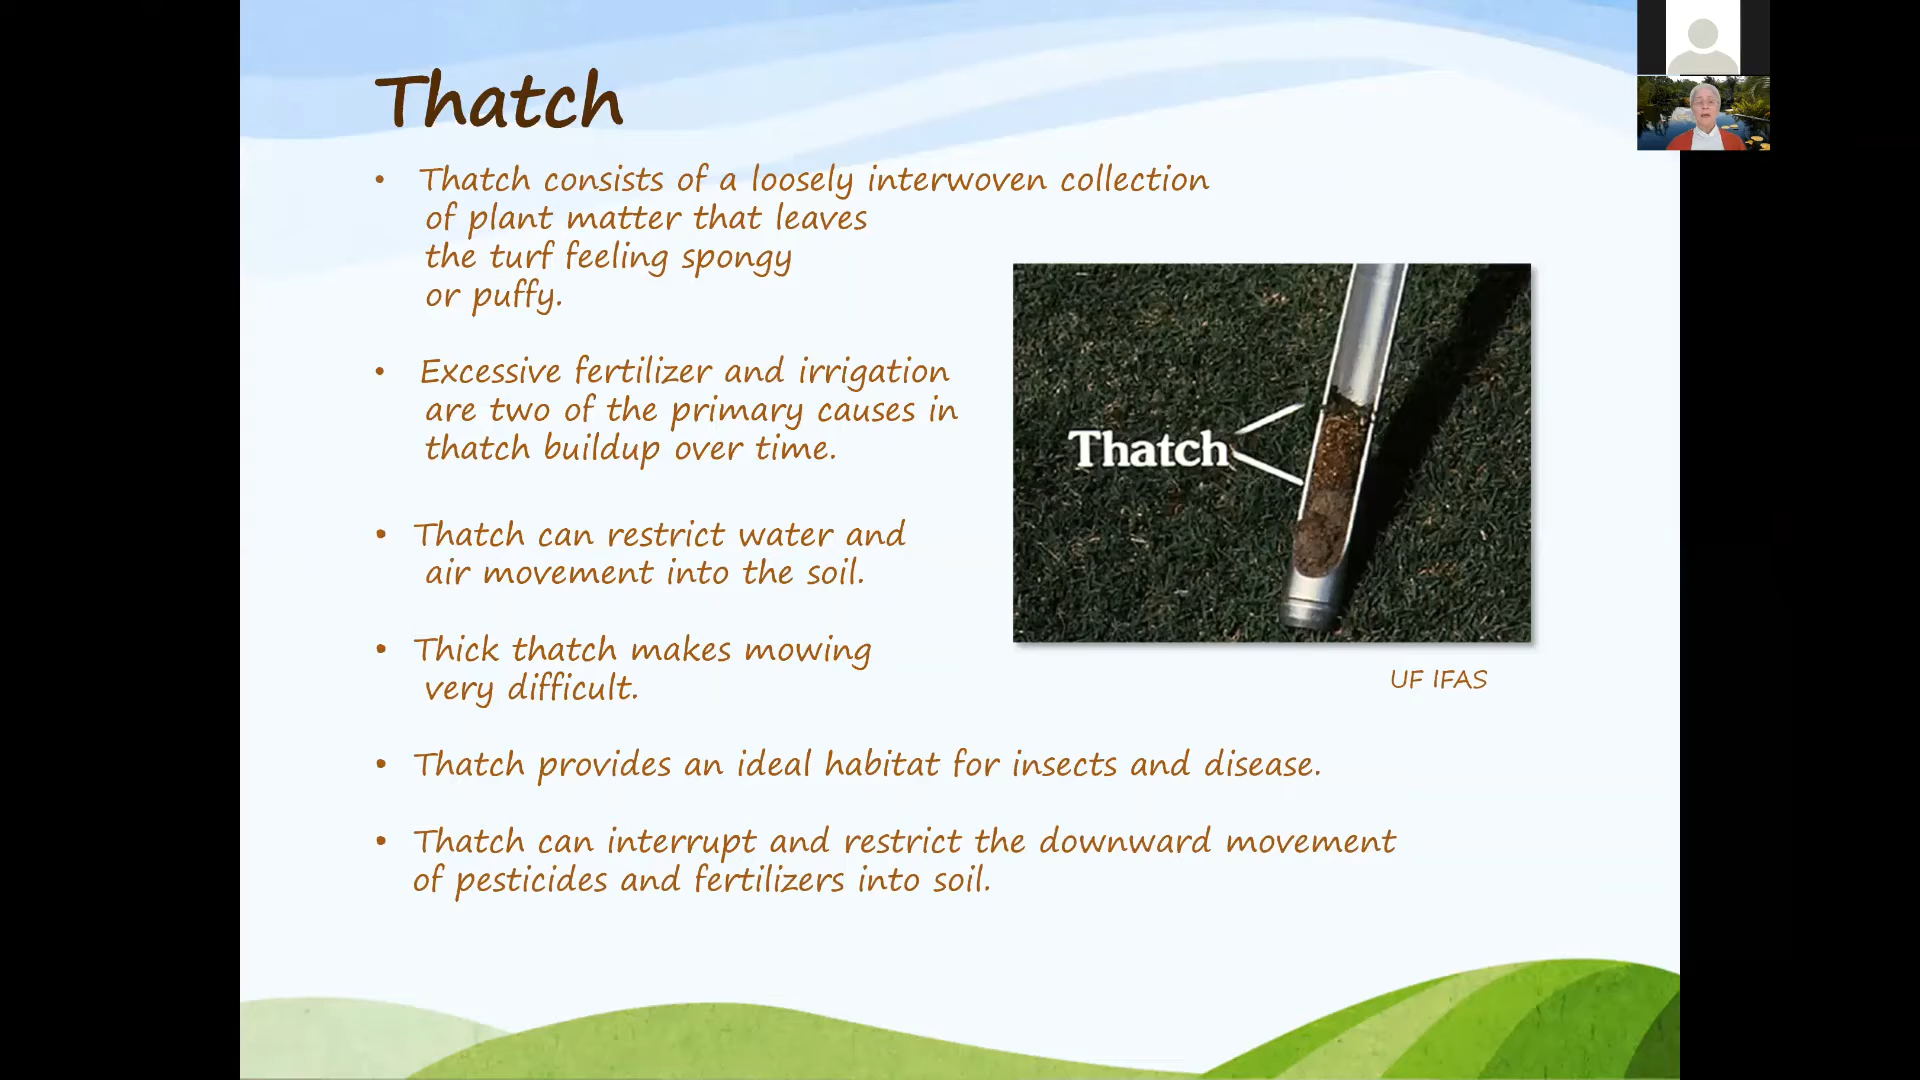 Thatch
• Thatch consists of a loosely interwoven collection
of plant matter that leaves
the turf feeling spongy
or puffy.
• Excessive fertilizer and irrigation
are two of the primary causes in
thatch buildup over time.
• Thatch can restrict water and
air movement into the soil.
• Thick thatch makes mowing
very difficult.
• Thatch provides an ideal habitat for insects and disease.
• Thatch can interrupt and restrict the downward movement
of pesticides and fertilizers into soil.
Thatch
UF IFAS